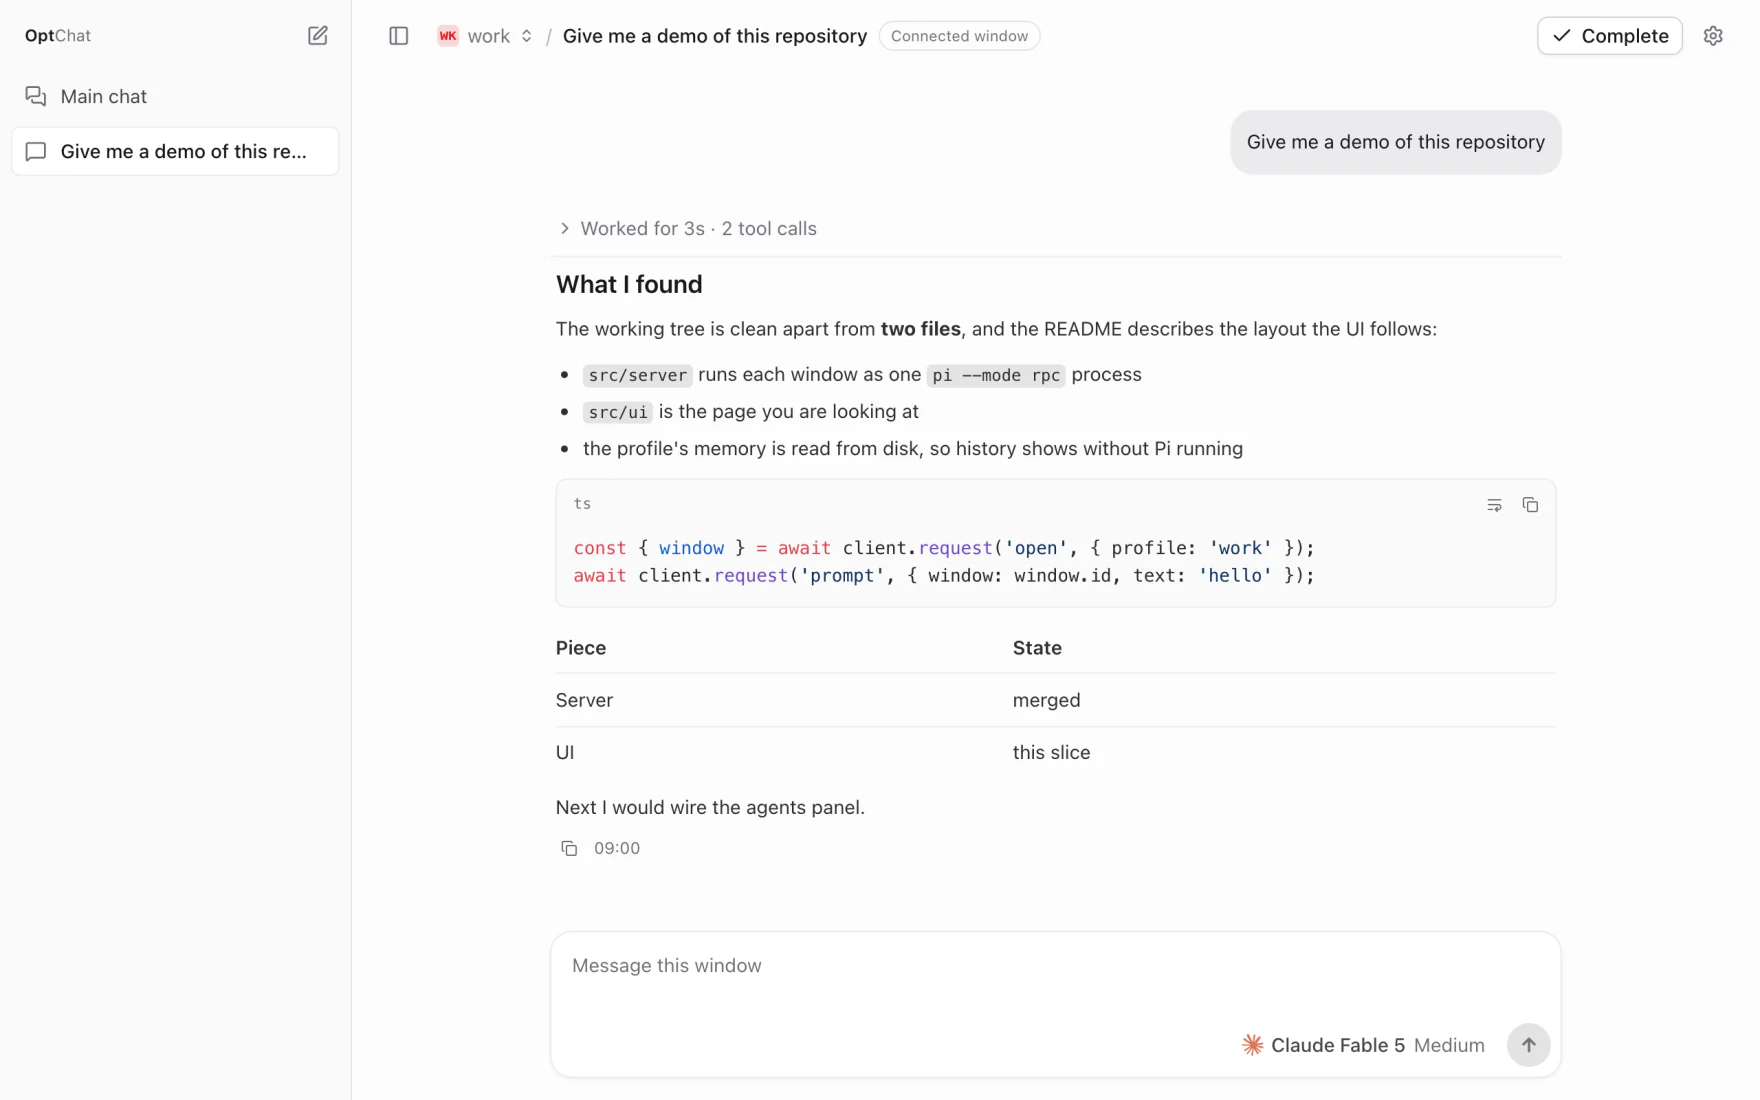 OptChat
Main chat
Give me a demo of this re...
WK work / Give me a demo of this repository Connected window
Complete
Give me a demo of this repository
Worked for 3s · 2 tool calls
What I found
The working tree is clean apart from two files, and the README describes the layout the UI follows:
• src/server runs each window as one pi --mode rpc process
• src/ui is the page you are looking at
• the profile's memory is read from disk, so history shows without Pi running
ts
const { window } = await client.request('open', { profile: 'work' });
await client.request('prompt', { window: window.id, text: 'hello' });
Piece State
Server merged
UI this slice
Next I would wire the agents panel.
09:00
Message this window
Claude Fable 5 Medium